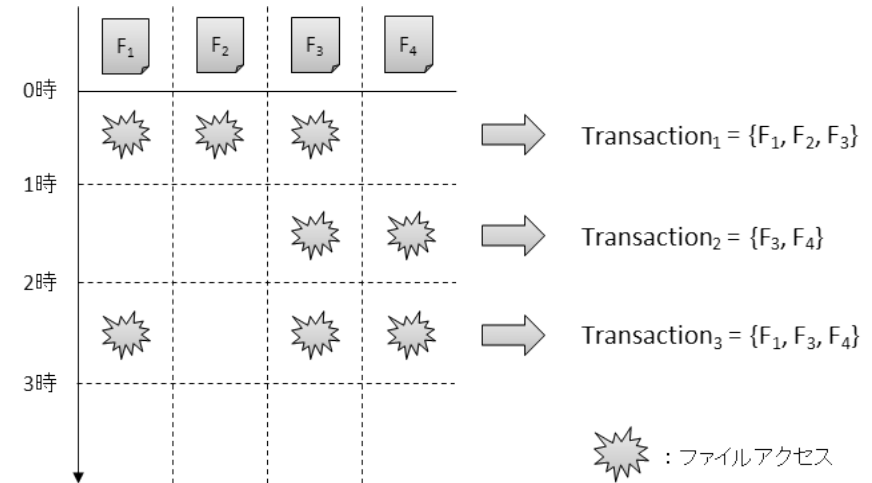 F1 F2 F3 F4
0時
Transaction1 = {F1, F2, F3}
1時
Transaction2 = {F3, F4}
2時
Transaction3 = {F1, F3, F4}
3時
：ファイルアクセス